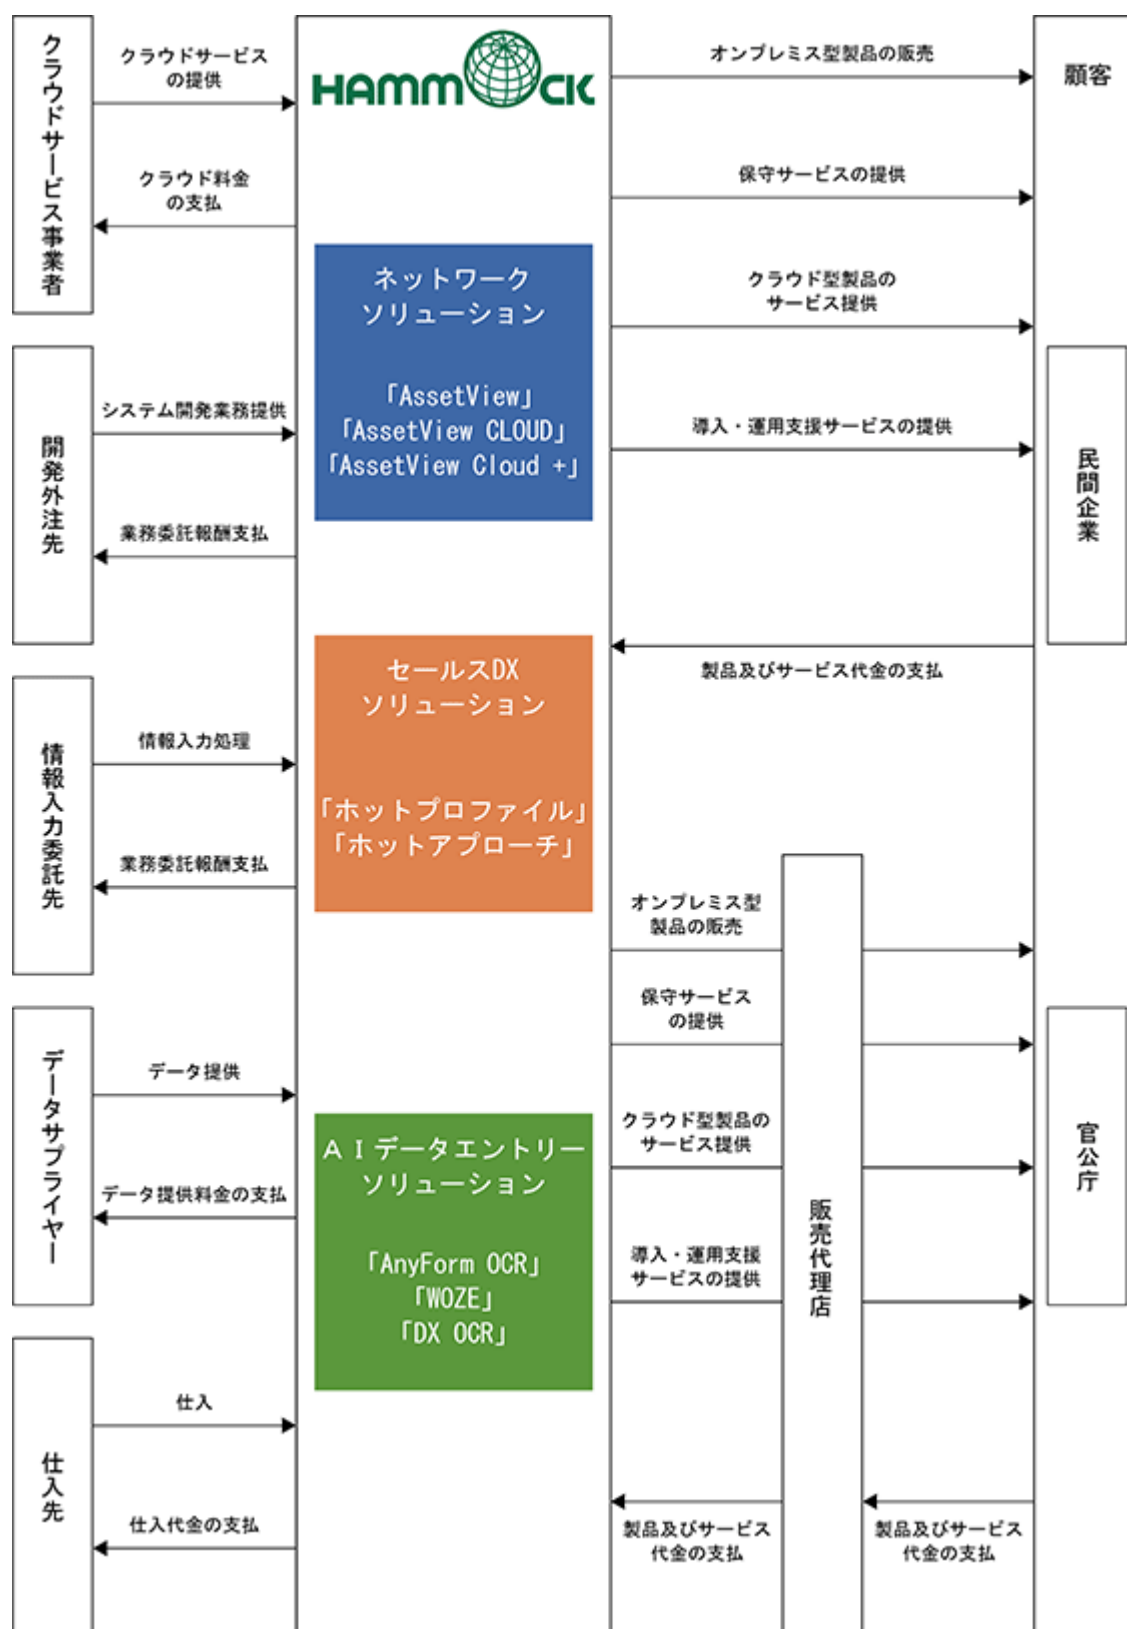 クラウドサービス事業者
クラウドサービス
の提供
クラウド料金
の支払
開発外注先
システム開発業務提供
業務委託報酬支払
情報入力委託先
情報入力処理
業務委託報酬支払
データサプライヤー
データ提供
データ提供料金の支払
仕入先
仕入
仕入代金の支払
HAMMOCK
ネットワーク
ソリューション
「AssetView」
「AssetView CLOUD」
「AssetView Cloud +」
セールスDX
ソリューション
「ホットプロファイル」
「ホットアプローチ」
ＡＩデータエントリー
ソリューション
「AnyForm OCR」
「WOZE」
「DX OCR」
オンプレミス型製品の販売
保守サービスの提供
クラウド型製品の
サービス提供
導入・運用支援サービスの提供
製品及びサービス代金の支払
オンプレミス型
製品の販売
保守サービス
の提供
クラウド型製品の
サービス提供
導入・運用支援
サービスの提供
製品及びサービス
代金の支払
販売代理店
製品及びサービス
代金の支払
顧客
民間企業
官公庁